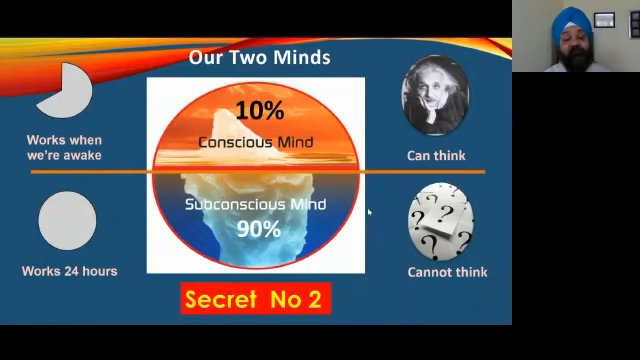 Our Two Minds
10%
Conscious Mind
Works when
we're awake
Can think
Subconscious Mind
90%
Works 24 hours
? ? ? ? ?
Cannot think
Secret No 2